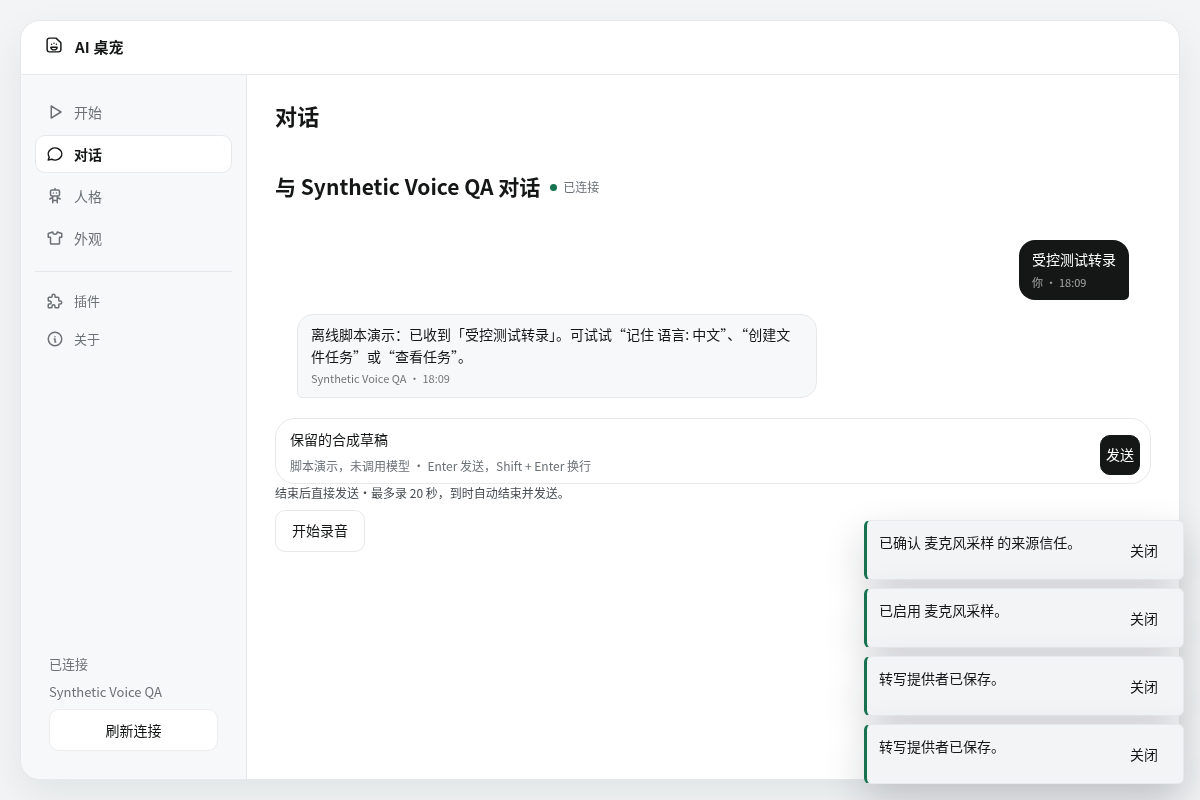 AI 桌宠
开始
对话
人格
外观
插件
关于
已连接
Synthetic Voice QA
刷新连接
对话
与 Synthetic Voice QA 对话
已连接
受控测试转录
你 · 18:09
离线脚本演示：已收到「受控测试转录」。可试试“记住 语言: 中文”、“创建文
件任务”或“查看任务”。
Synthetic Voice QA · 18:09
保留的合成草稿
脚本演示，未调用模型 · Enter 发送，Shift + Enter 换行
发送
结束后直接发送 · 最多录 20 秒，到时自动结束并发送。
开始录音
已确认 麦克风采样 的来源信任。
关闭
已启用 麦克风采样。
关闭
转写提供者已保存。
关闭
转写提供者已保存。
关闭